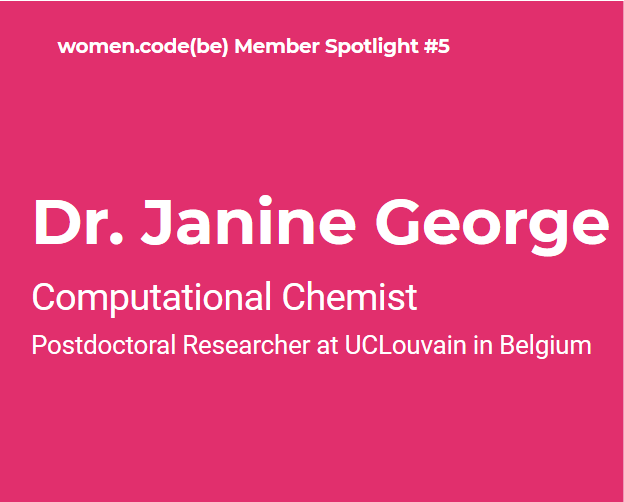 women.code(be) Member Spotlight #5
Dr. Janine George
Computational Chemist
Postdoctoral Researcher at UCLouvain in Belgium